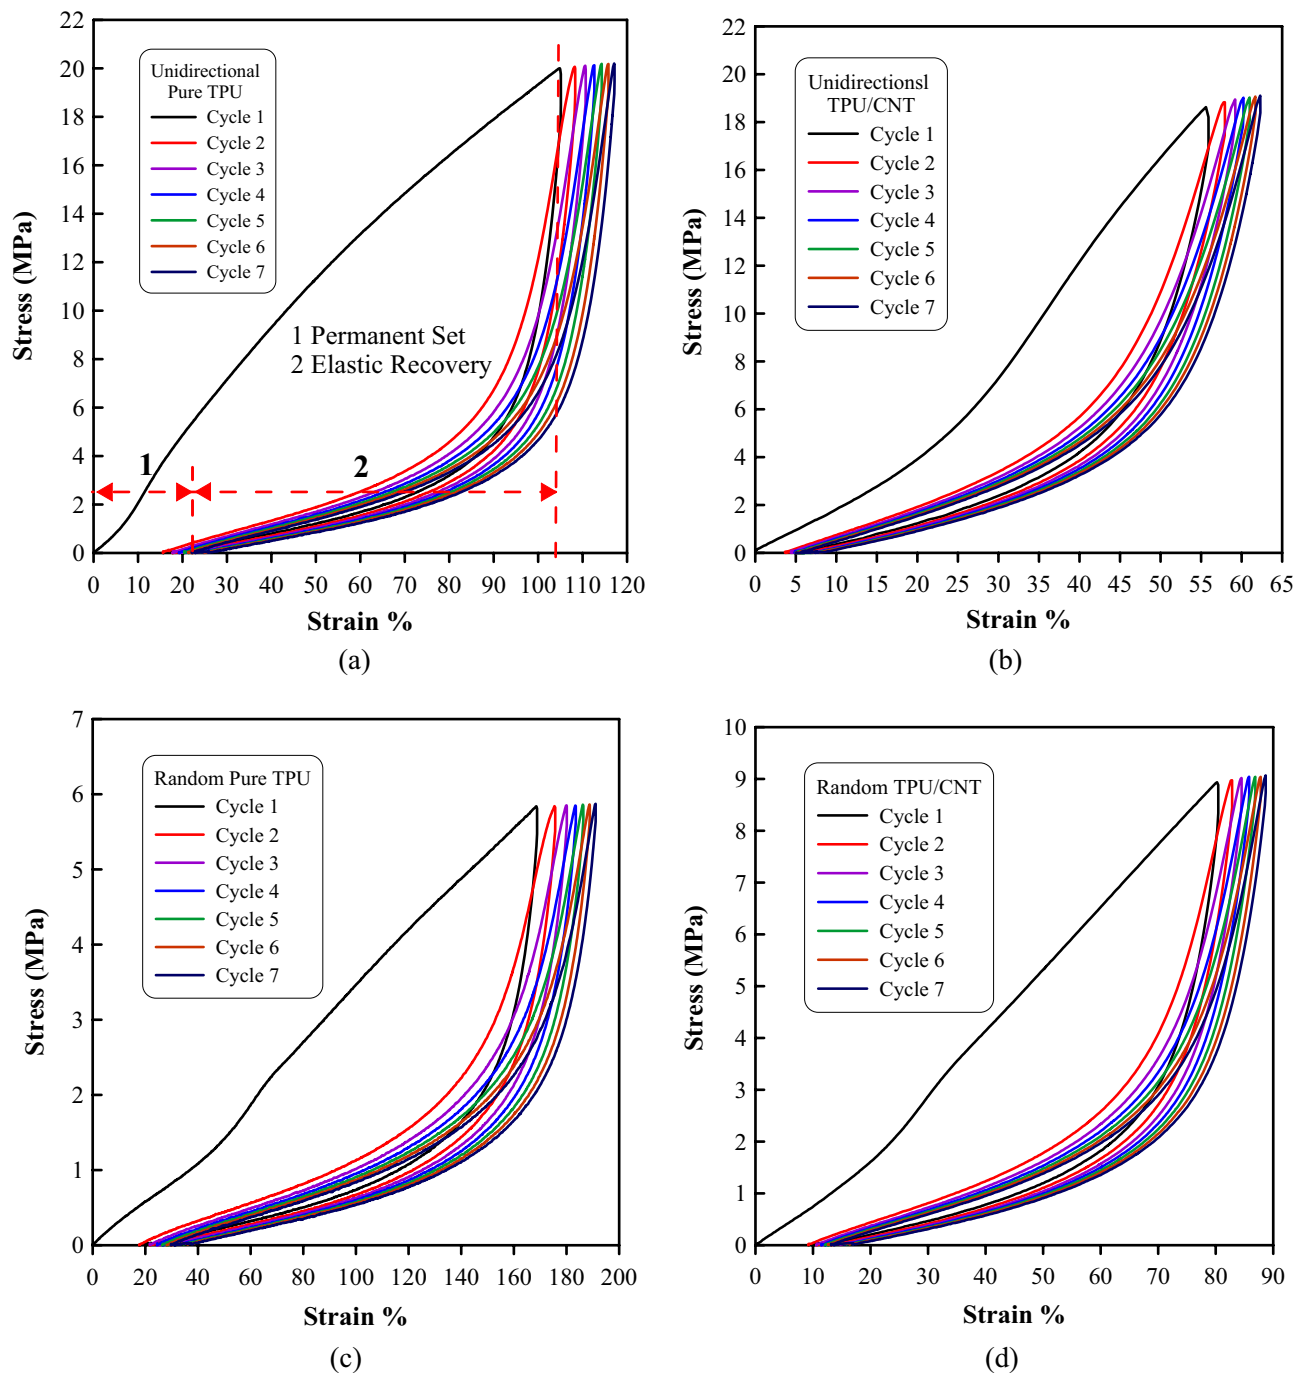 22
20
18
16
14
12
10
8
6
4
2
0
Stress (MPa)
Unidirectional
Pure TPU
Cycle 1
Cycle 2
Cycle 3
Cycle 4
Cycle 5
Cycle 6
Cycle 7
1 Permanent Set
2 Elastic Recovery
1
2
0 10 20 30 40 50 60 70 80 90 100 110 120
Strain %
(a)
22
20
18
16
14
12
10
8
6
4
2
0
Stress (MPa)
Unidirectionsl
TPU/CNT
Cycle 1
Cycle 2
Cycle 3
Cycle 4
Cycle 5
Cycle 6
Cycle 7
0 5 10 15 20 25 30 35 40 45 50 55 60 65
Strain %
(b)
7
6
5
4
3
2
1
0
Stress (MPa)
Random Pure TPU
Cycle 1
Cycle 2
Cycle 3
Cycle 4
Cycle 5
Cycle 6
Cycle 7
0 20 40 60 80 100 120 140 160 180 200
Strain %
(c)
10
9
8
7
6
5
4
3
2
1
0
Stress (MPa)
Random TPU/CNT
Cycle 1
Cycle 2
Cycle 3
Cycle 4
Cycle 5
Cycle 6
Cycle 7
0 10 20 30 40 50 60 70 80 90
Strain %
(d)